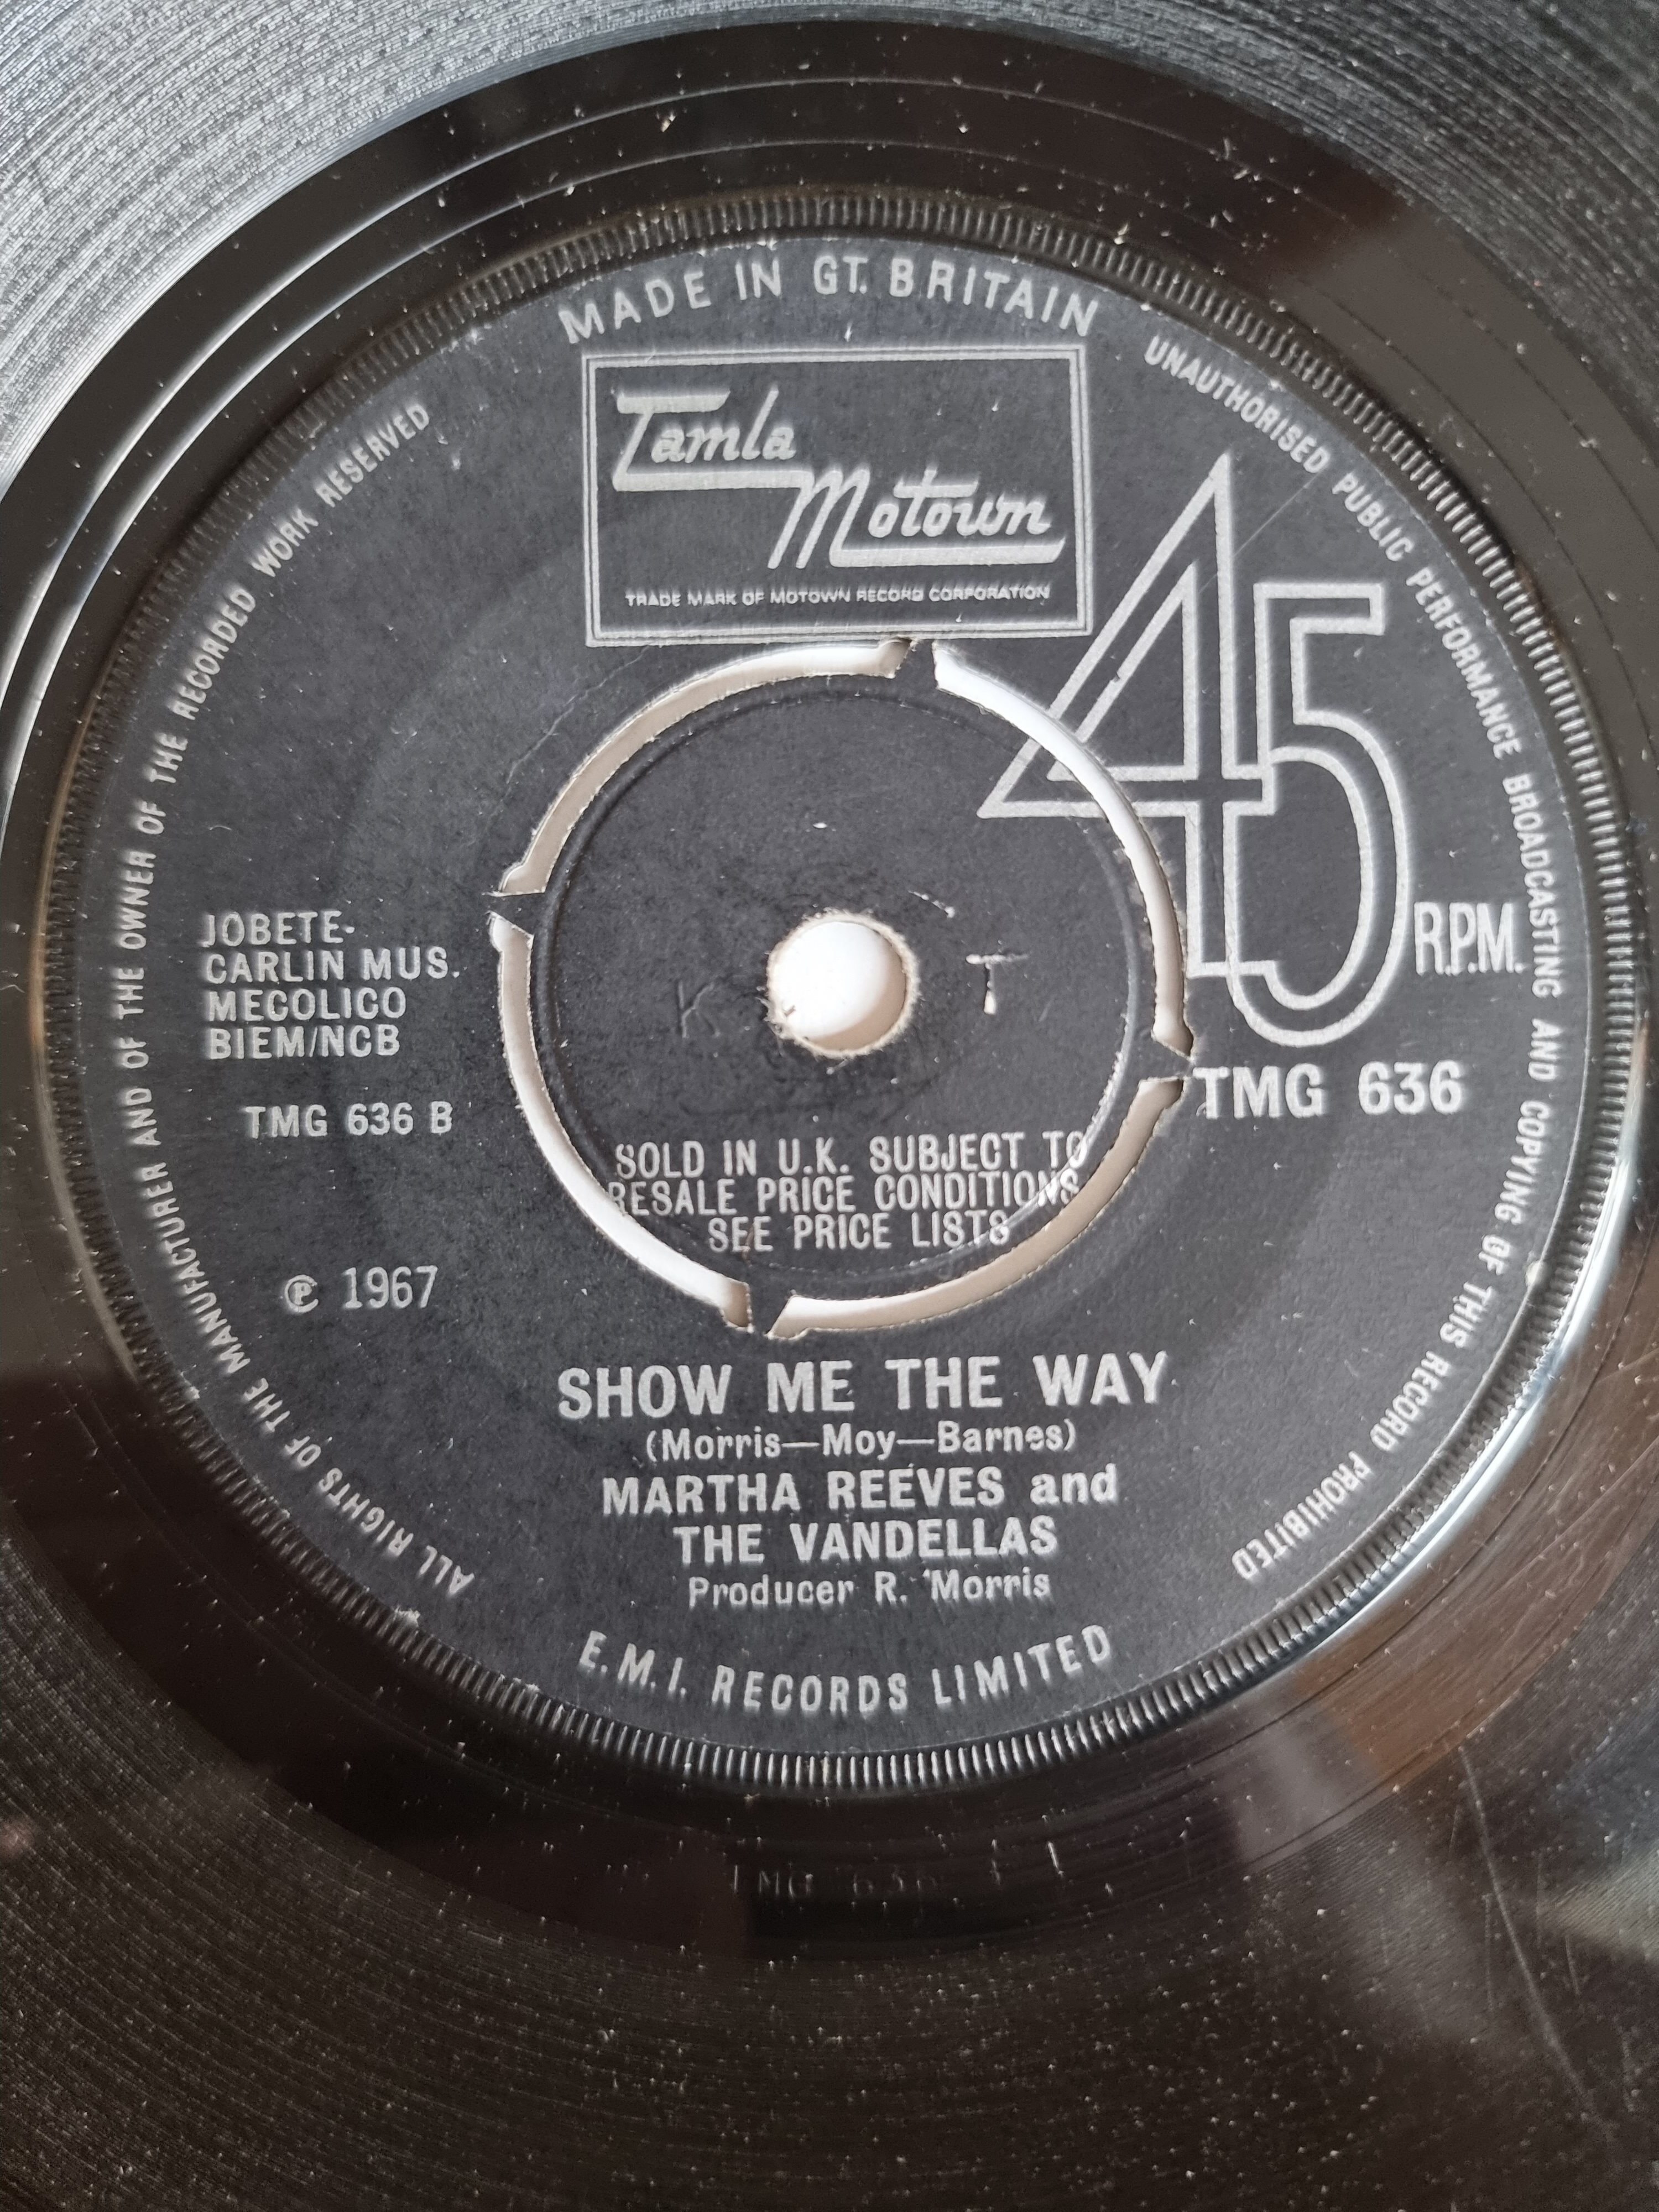 MADE IN GT. BRITAIN
UNAUTHORISED PUBLIC PERFORMANCE BROADCASTING AND COPYING OF THIS RECORD PROHIBITED
ALL RIGHTS OF THE MANUFACTURER AND OF THE OWNER OF THE RECORDED WORK RESERVED
Tamla
Motown
TRADE MARK OF MOTOWN RECORD CORPORATION
45
R.P.M.
JOBETE-
CARLIN MUS.
MECOLICO
BIEM/NCB
K T
TMG 636
TMG 636 B
SOLD IN U.K. SUBJECT TO
RESALE PRICE CONDITIONS
SEE PRICE LISTS
℗ 1967
SHOW ME THE WAY
(Morris—Moy—Barnes)
MARTHA REEVES and
THE VANDELLAS
Producer R. Morris
E.M.I. RECORDS LIMITED
TMG 636